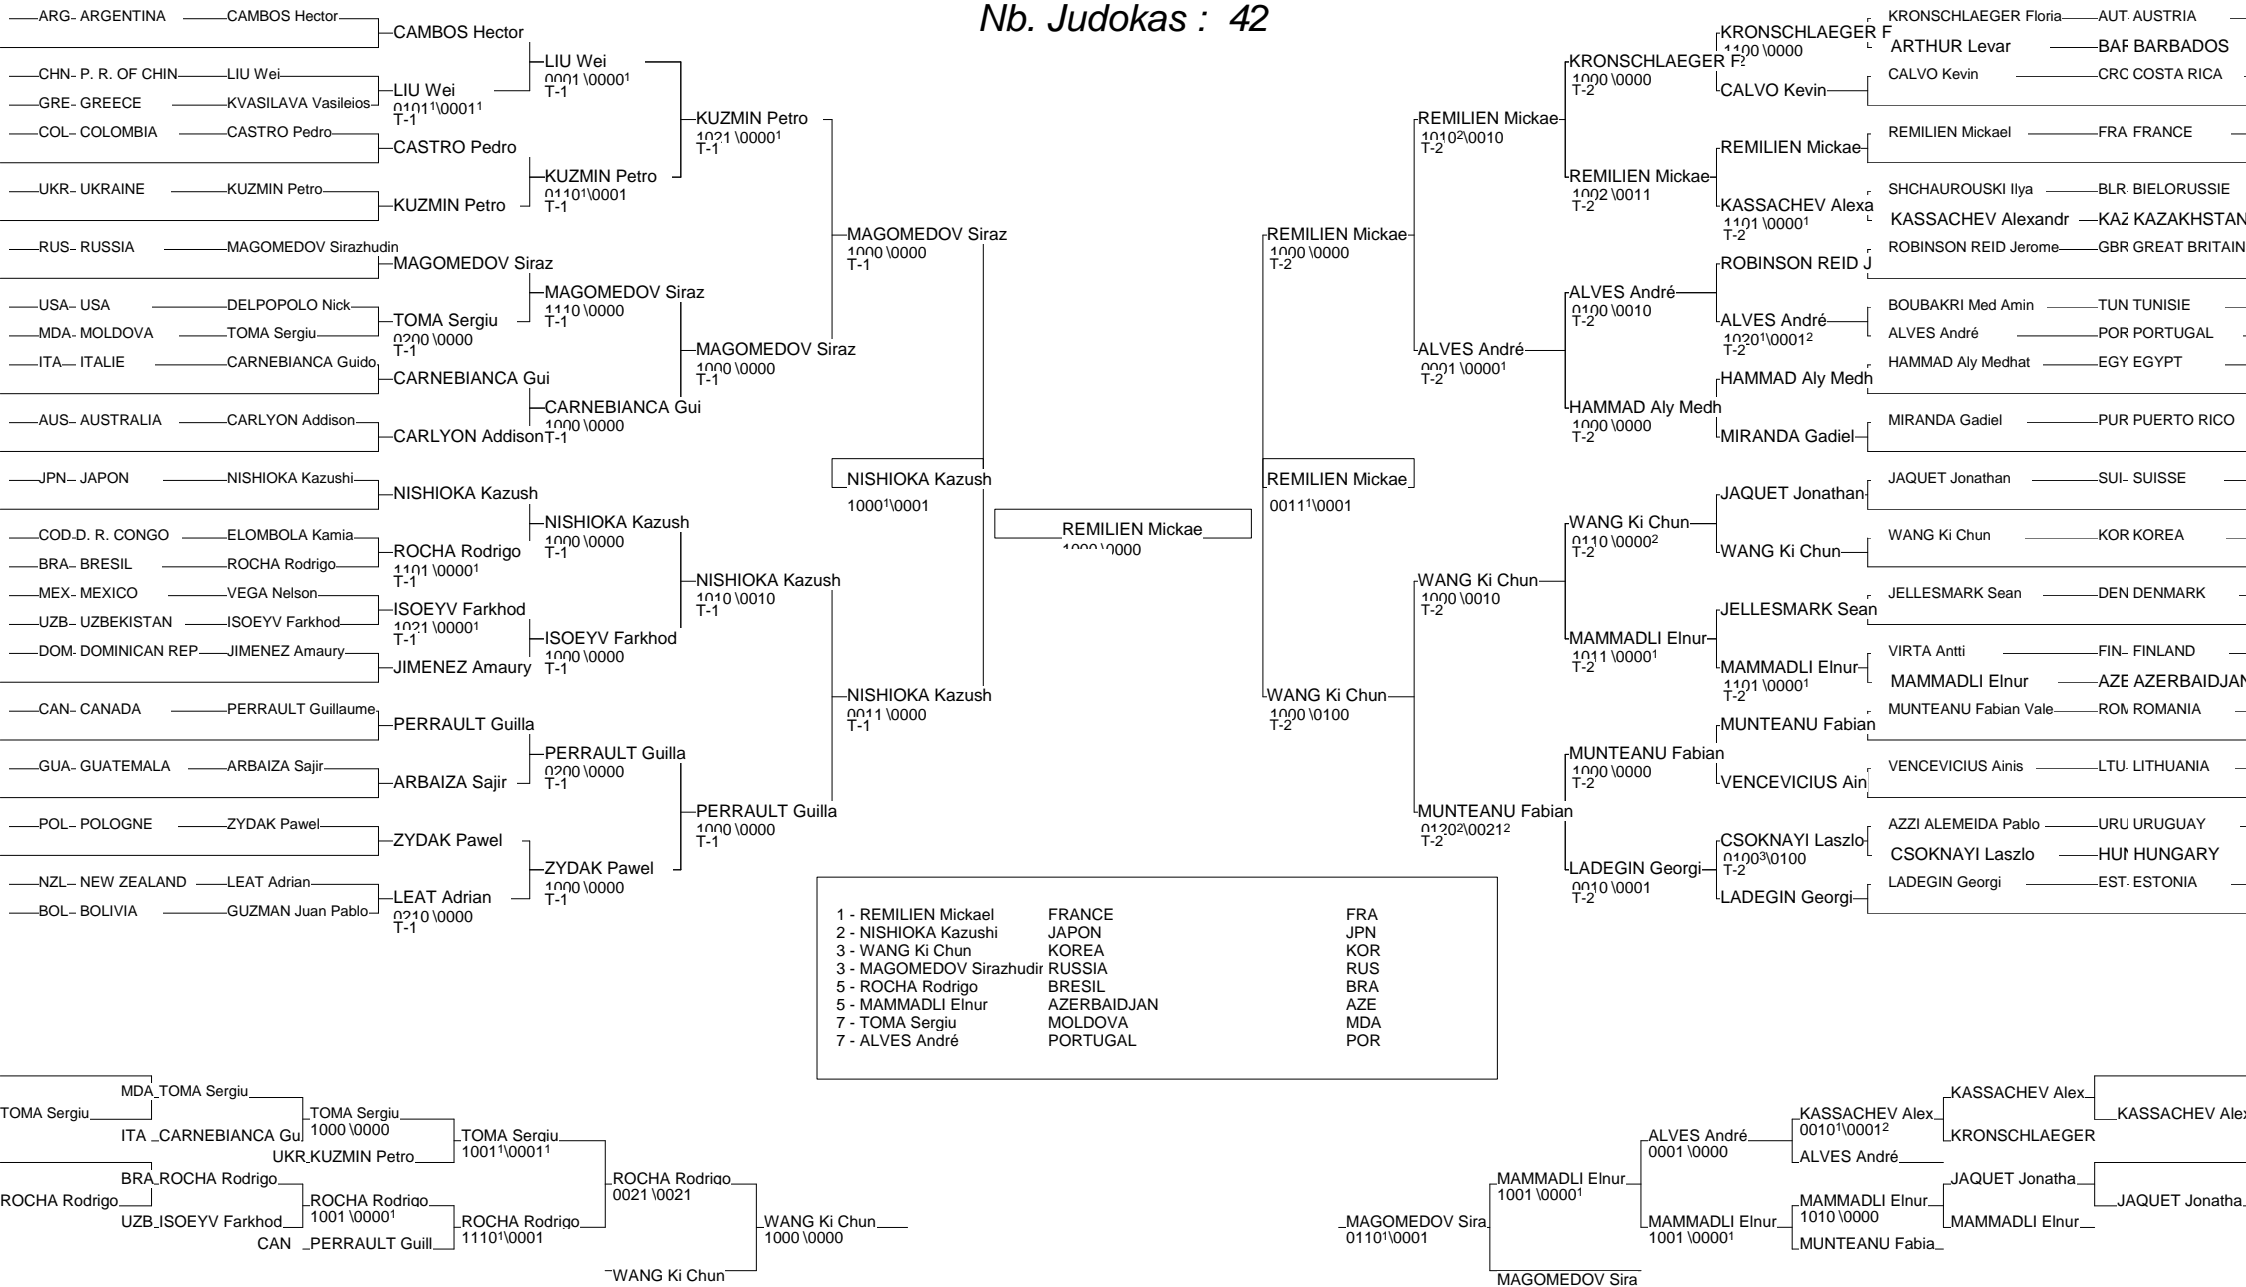 Nb. Judokas : 42
ARG ARGENTINA CAMBOS Hector
CHN P. R. OF CHIN LIU Wei
GRE GREECE KVASILAVA Vasileios
COL COLOMBIA CASTRO Pedro
UKR UKRAINE KUZMIN Petro
RUS RUSSIA MAGOMEDOV Sirazhudin
USA USA DELPOPOLO Nick
MDA MOLDOVA TOMA Sergiu
ITA ITALIE CARNEBIANCA Guido
AUS AUSTRALIA CARLYON Addison
JPN JAPON NISHIOKA Kazushi
COD D. R. CONGO ELOMBOLA Kamia
BRA BRESIL ROCHA Rodrigo
MEX MEXICO VEGA Nelson
UZB UZBEKISTAN ISOEYV Farkhod
DOM DOMINICAN REP JIMENEZ Amaury
CAN CANADA PERRAULT Guillaume
GUA GUATEMALA ARBAIZA Sajir
POL POLOGNE ZYDAK Pawel
NZL NEW ZEALAND LEAT Adrian
BOL BOLIVIA GUZMAN Juan Pablo
CAMBOS Hector
LIU Wei
0101¹\0001¹
T-1
CASTRO Pedro
KUZMIN Petro
MAGOMEDOV Siraz
TOMA Sergiu
0200 \0000
T-1
CARNEBIANCA Gui
CARLYON Addison
NISHIOKA Kazush
ROCHA Rodrigo
1101 \0000¹
T-1
ISOEYV Farkhod
1021 \0000¹
T-1
JIMENEZ Amaury
PERRAULT Guilla
ARBAIZA Sajir
ZYDAK Pawel
LEAT Adrian
0210 \0000
T-1
LIU Wei
0001 \0000¹
T-1
KUZMIN Petro
0110¹\0001
T-1
MAGOMEDOV Siraz
1110 \0000
T-1
CARNEBIANCA Gui
1000 \0000
T-1
NISHIOKA Kazush
1000 \0000
T-1
ISOEYV Farkhod
1000 \0000
T-1
PERRAULT Guilla
0200 \0000
T-1
ZYDAK Pawel
1000 \0000
T-1
KUZMIN Petro
1021 \0000¹
T-1
MAGOMEDOV Siraz
1000 \0000
T-1
NISHIOKA Kazush
1010 \0010
T-1
PERRAULT Guilla
1000 \0000
T-1
MAGOMEDOV Siraz
1000 \0000
T-1
NISHIOKA Kazush
1000¹\0001
NISHIOKA Kazush
0011 \0000
T-1
REMILIEN Mickae
1000 \0000
REMILIEN Mickae
1000 \0000
T-2
REMILIEN Mickae
0011¹\0001
WANG Ki Chun
1000 \0100
T-2
REMILIEN Mickae
1010²\0010
T-2
ALVES André
0001 \0000¹
T-2
WANG Ki Chun
1000 \0010
T-2
MUNTEANU Fabian
0120²\0021²
T-2
KRONSCHLAEGER F
1000 \0000
T-2
REMILIEN Mickae
1002 \0011
T-2
ALVES André
0100 \0010
T-2
HAMMAD Aly Medh
1000 \0000
T-2
WANG Ki Chun
0110 \0000²
T-2
MAMMADLI Elnur
1011 \0000¹
T-2
MUNTEANU Fabian
1000 \0000
T-2
LADEGIN Georgi
0010 \0001
T-2
KRONSCHLAEGER F
1100 \0000
CALVO Kevin
REMILIEN Mickae
KASSACHEV Alexa
1101 \0000¹
T-2
ROBINSON REID J
ALVES André
1020¹\0001²
T-2
HAMMAD Aly Medh
MIRANDA Gadiel
JAQUET Jonathan
WANG Ki Chun
JELLESMARK Sean
MAMMADLI Elnur
1101 \0000¹
T-2
MUNTEANU Fabian
VENCEVICIUS Ain
CSOKNAYI Laszlo
0100³\0100
T-2
LADEGIN Georgi
KRONSCHLAEGER Floria AUT AUSTRIA
ARTHUR Levar BAF BARBADOS
CALVO Kevin CRC COSTA RICA
REMILIEN Mickael FRA FRANCE
SHCHAUROUSKI Ilya BLR BIELORUSSIE
KASSACHEV Alexandr KAZ KAZAKHSTAN
ROBINSON REID Jerome GBR GREAT BRITAIN
BOUBAKRI Med Amin TUN TUNISIE
ALVES André POR PORTUGAL
HAMMAD Aly Medhat EGY EGYPT
MIRANDA Gadiel PUR PUERTO RICO
JAQUET Jonathan SUI SUISSE
WANG Ki Chun KOR KOREA
JELLESMARK Sean DEN DENMARK
VIRTA Antti FIN FINLAND
MAMMADLI Elnur AZE AZERBAIDJAN
MUNTEANU Fabian Vale ROM ROMANIA
VENCEVICIUS Ainis LTU LITHUANIA
AZZI ALEMEIDA Pablo URU URUGUAY
CSOKNAYI Laszlo HUN HUNGARY
LADEGIN Georgi EST ESTONIA
1 - REMILIEN Mickael FRANCE FRA
2 - NISHIOKA Kazushi JAPON JPN
3 - WANG Ki Chun KOREA KOR
3 - MAGOMEDOV Sirazhudin RUSSIA RUS
5 - ROCHA Rodrigo BRESIL BRA
5 - MAMMADLI Elnur AZERBAIDJAN AZE
7 - TOMA Sergiu MOLDOVA MDA
7 - ALVES André PORTUGAL POR
TOMA Sergiu
ROCHA Rodrigo
MDA TOMA Sergiu
ITA CARNEBIANCA Gu
BRA ROCHA Rodrigo
UZB ISOEYV Farkhod
TOMA Sergiu
1000 \0000
UKR KUZMIN Petro
ROCHA Rodrigo
1001 \0000¹
CAN PERRAULT Guill
TOMA Sergiu
1001¹\0001¹
ROCHA Rodrigo
1110¹\0001
ROCHA Rodrigo
0021 \0021
WANG Ki Chun
WANG Ki Chun
1000 \0000
MAGOMEDOV Sira
0110¹\0001
MAMMADLI Elnur
1001 \0000¹
MAGOMEDOV Sira
ALVES André
0001 \0000
MAMMADLI Elnur
1001 \0000¹
KASSACHEV Alex
0010¹\0001²
ALVES André
MAMMADLI Elnur
1010 \0000
MUNTEANU Fabia
KASSACHEV Alex
KRONSCHLAEGER
JAQUET Jonatha
MAMMADLI Elnur
KASSACHEV Alex
JAQUET Jonatha